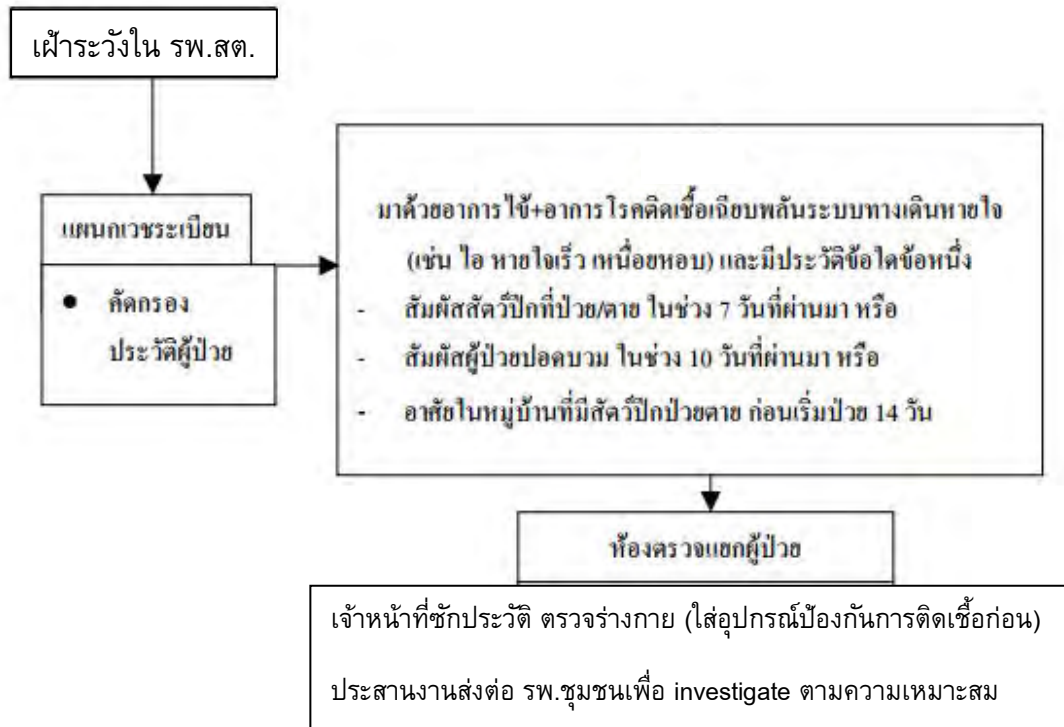 เฝ้าระวังใน รพ.สต.
แผนกเวชระเบียน
● คัดกรอง
ประวัติผู้ป่วย
มาด้วยอาการไข้+อาการโรคติดเชื้อเฉียบพลันระบบทางเดินหายใจ
(เช่น ไอ หายใจเร็ว เหนื่อยหอบ) และมีประวัติข้อใดข้อหนึ่ง
- สัมผัสสัตว์ปีกที่ป่วย/ตาย ในช่วง 7 วันที่ผ่านมา หรือ
- สัมผัสผู้ป่วยปอดบวม ในช่วง 10 วันที่ผ่านมา หรือ
- อาศัยในหมู่บ้านที่มีสัตว์ปีกป่วยตาย ก่อนเริ่มป่วย 14 วัน
ห้องตรวจแยกผู้ป่วย
เจ้าหน้าที่ซักประวัติ ตรวจร่างกาย (ใส่อุปกรณ์ป้องกันการติดเชื้อก่อน)
ประสานงานส่งต่อ รพ.ชุมชนเพื่อ investigate ตามความเหมาะสม